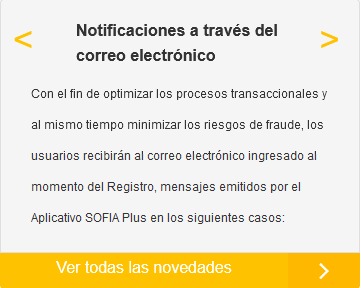 Notificaciones a través del
correo electrónico
Con el fin de optimizar los procesos transaccionales y
al mismo tiempo minimizar los riesgos de fraude, los
usuarios recibirán al correo electrónico ingresado al
momento del Registro, mensajes emitidos por el
Aplicativo SOFIA Plus en los siguientes casos:
Ver todas las novedades